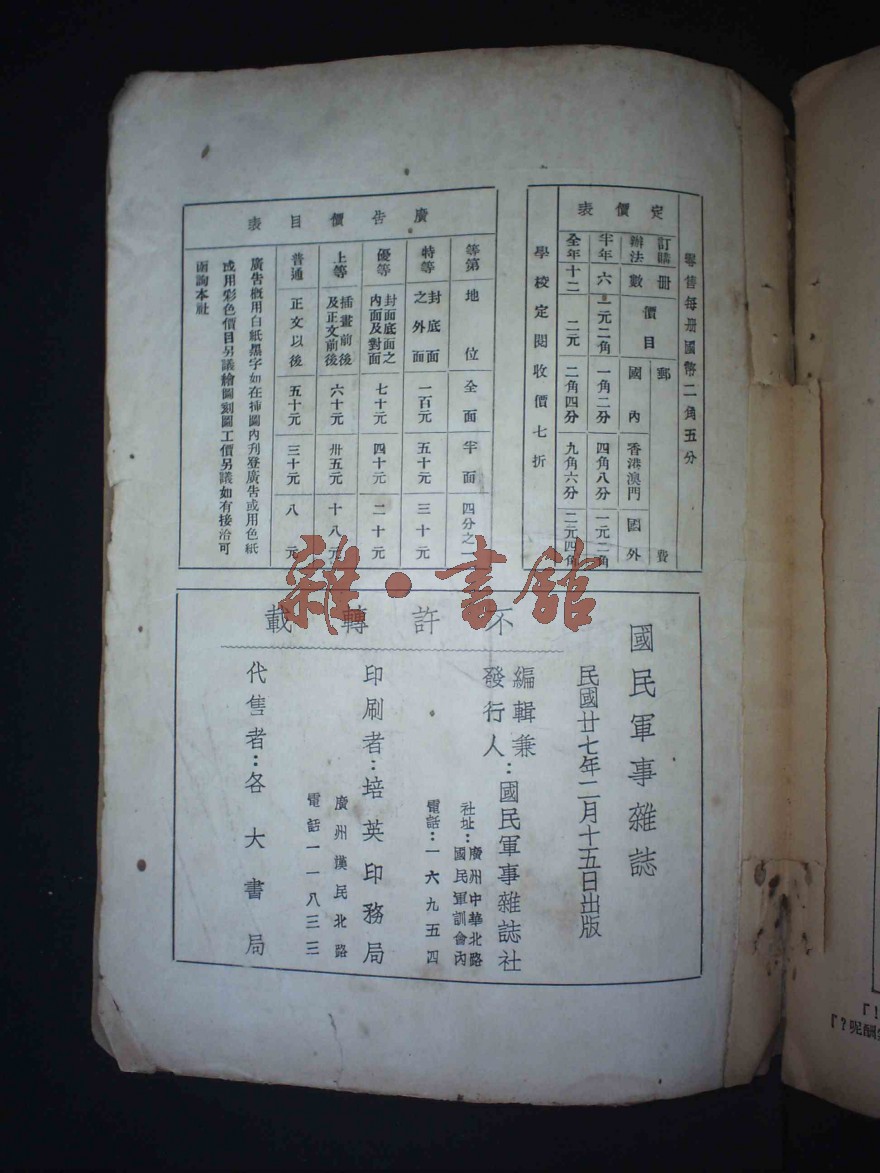 零售每册國幣二角五分
定價表
訂購辦法 册數 價目 郵費
國內 香港澳門 國外
半年 六 一元二角 一角二分 四角八分 一元二角
全年 十二 二元 二角四分 九角六分 二元四角
學校定閱收價七折
廣告價目表
等第 地位 全面 半面 四分之一
特等 封底面之外面 一百元 五十元 三十元
優等 封面底面之內面及對面 七十元 四十元 二十元
上等 插畫前後及正文前後 六十元 卅五元 十八元
普通 正文以後 五十元 三十元 八元
廣告概用白紙墨字如在揷圖內刋登廣告或用色紙
或用彩色價目另議繪圖刻圖工價另議如有接洽可
函詢本社
雜·書館
國民軍事雜誌
民國廿七年二月十五日出版
不許轉載
編輯兼發行人:國民軍事雜誌社
社址:廣州中華北路國民軍訓會內
電話:一六九五四
印刷者:培英印務局
廣州漢民北路
電話一一八三三
代售者:各大書局